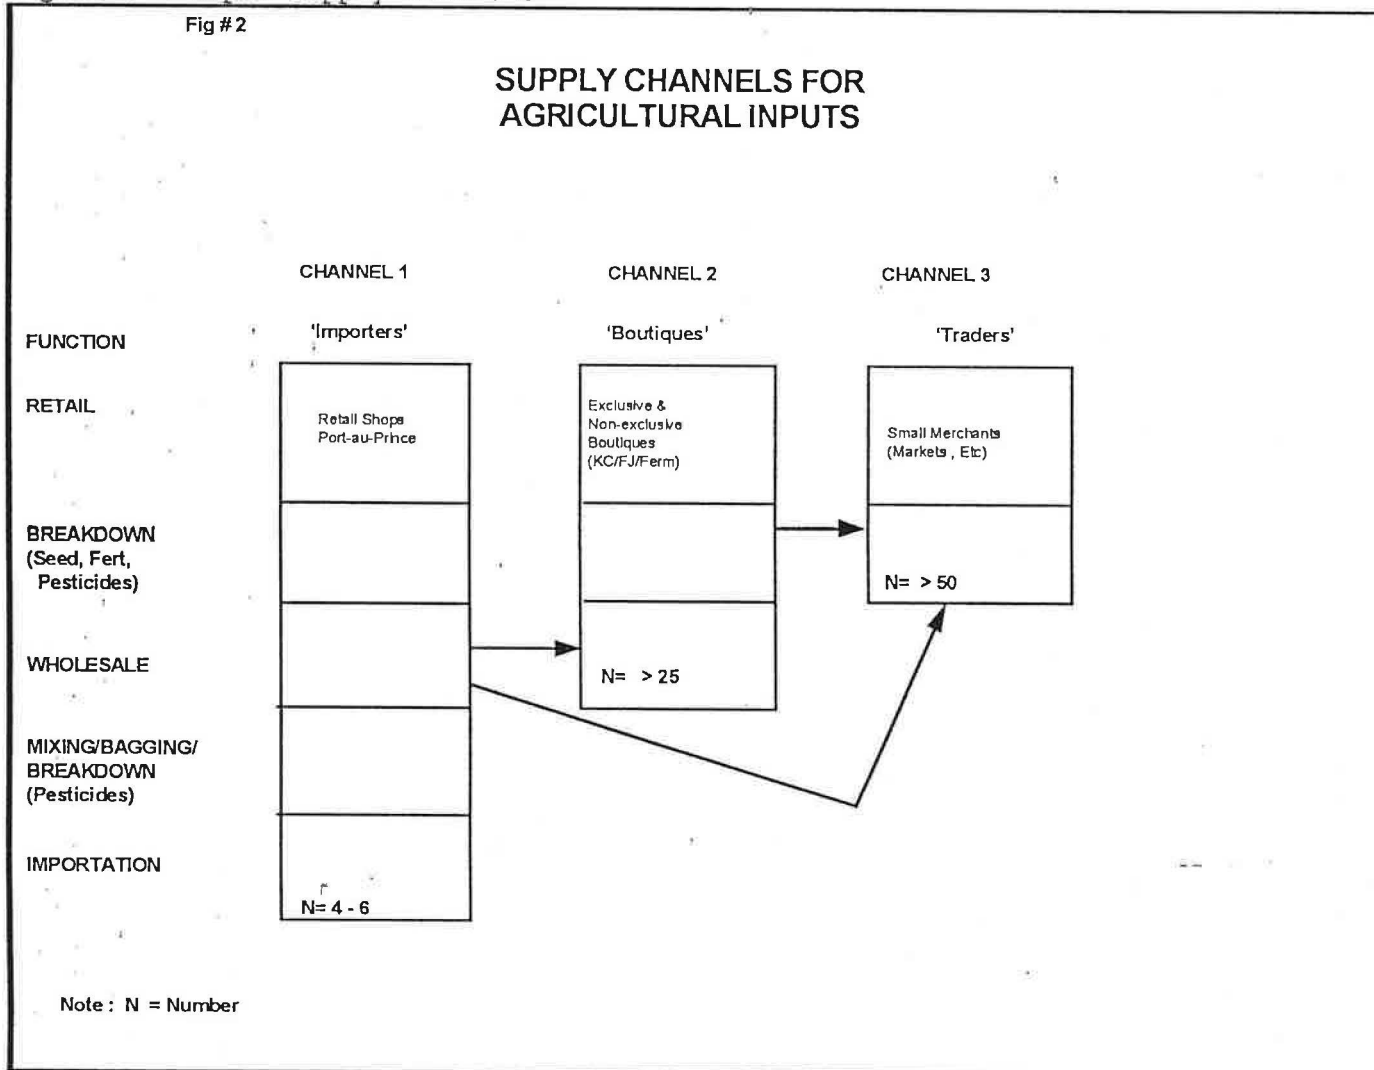 Fig # 2
SUPPLY CHANNELS FOR
AGRICULTURAL INPUTS
CHANNEL 1
CHANNEL 2
CHANNEL 3
FUNCTION
'Importers'
'Boutiques'
'Traders'
RETAIL
Retail Shops
Port-au-Prince
Exclusive &
Non-exclusive
Boutiques
(KC/FJ/Ferm)
Small Merchants
(Markets , Etc)
BREAKDOWN
(Seed, Fert,
Pesticides)
N= > 50
WHOLESALE
N= > 25
MIXING/BAGGING/
BREAKDOWN
(Pesticides)
IMPORTATION
N= 4 - 6
Note : N = Number